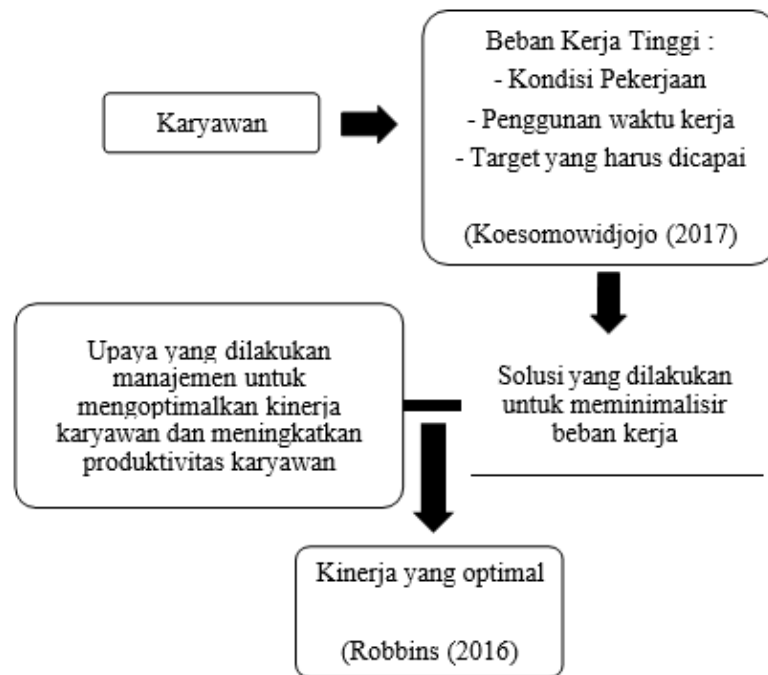 Karyawan
Beban Kerja Tinggi :
- Kondisi Pekerjaan
- Penggunan waktu kerja
- Target yang harus dicapai
(Koesomowidjojo (2017)
Upaya yang dilakukan
manajemen untuk
mengoptimalkan kinerja
karyawan dan meningkatkan
produktivitas karyawan
Solusi yang dilakukan
untuk meminimalisir
beban kerja
Kinerja yang optimal
(Robbins (2016)